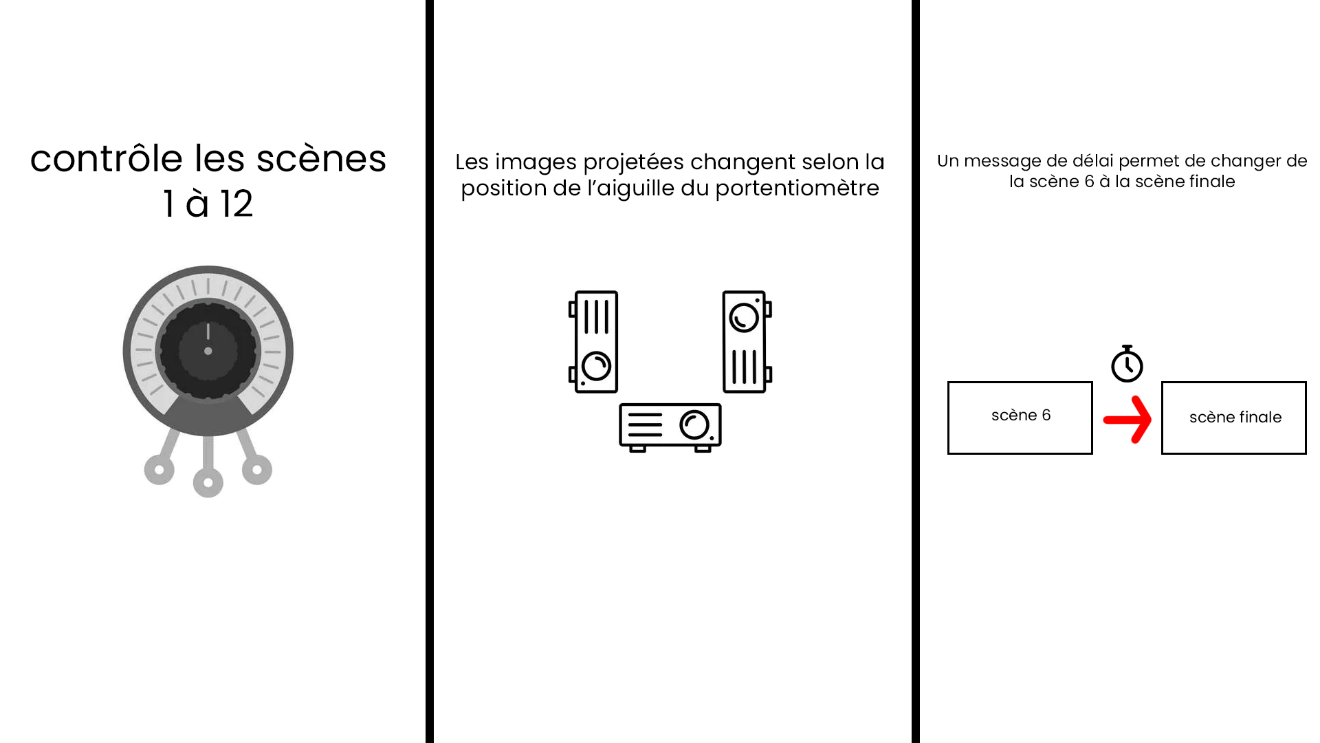 contrôle les scènes
1 à 12
Les images projetées changent selon la
position de l’aiguille du portentiomètre
Un message de délai permet de changer de
la scène 6 à la scène finale
scène 6
scène finale